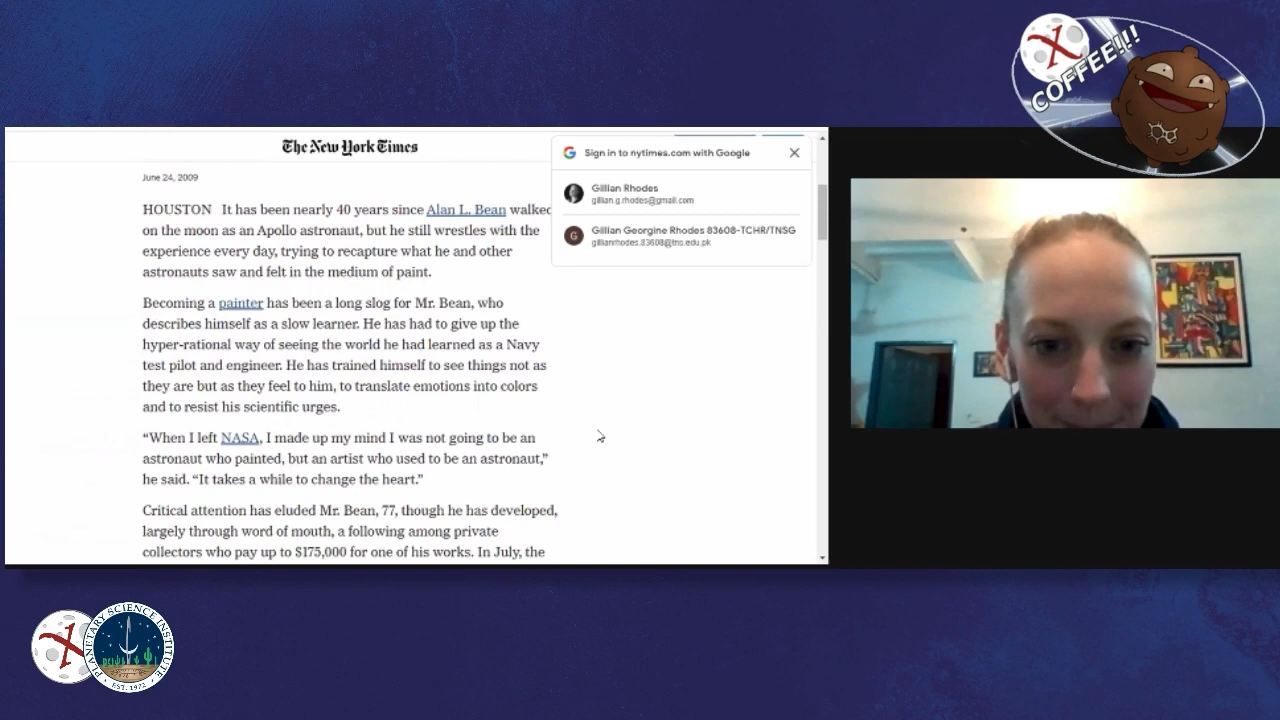 COFFEE!!!
X
The New York Times
Sign in to nytimes.com with Google
Gillian Rhodes
gillian.g.rhodes@gmail.com
G
Gillian Georgine Rhodes 83608-TCHR/TNSG
gillianrhodes.83608@tns.edu.pk
June 24, 2009
HOUSTON It has been nearly 40 years since Alan L. Bean walked
on the moon as an Apollo astronaut, but he still wrestles with the
experience every day, trying to recapture what he and other
astronauts saw and felt in the medium of paint.
Becoming a painter has been a long slog for Mr. Bean, who
describes himself as a slow learner. He has had to give up the
hyper-rational way of seeing the world he had learned as a Navy
test pilot and engineer. He has trained himself to see things not as
they are but as they feel to him, to translate emotions into colors
and to resist his scientific urges.
“When I left NASA, I made up my mind I was not going to be an
astronaut who painted, but an artist who used to be an astronaut,”
he said. “It takes a while to change the heart.”
Critical attention has eluded Mr. Bean, 77, though he has developed,
largely through word of mouth, a following among private
collectors who pay up to $175,000 for one of his works. In July, the
X
PLANETARY SCIENCE INSTITUTE
EST. 1972